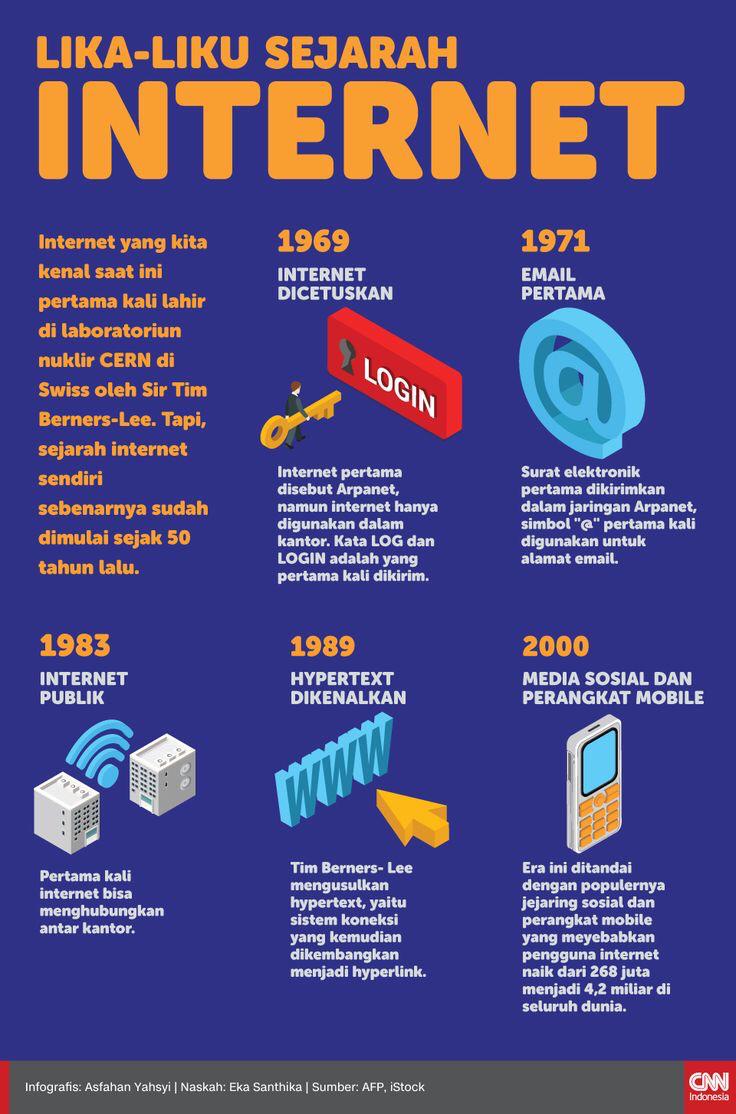 LIKA-LIKU SEJARAH
INTERNET
Internet yang kita
kenal saat ini
pertama kali lahir
di laboratoriun
nuklir CERN di
Swiss oleh Sir Tim
Berners-Lee. Tapi,
sejarah internet
sendiri
sebenarnya sudah
dimulai sejak 50
tahun lalu.
1969
INTERNET
DICETUSKAN
LOGIN
Internet pertama
disebut Arpanet,
namun internet hanya
digunakan dalam
kantor. Kata LOG dan
LOGIN adalah yang
pertama kali dikirim.
1971
EMAIL
PERTAMA
@
Surat elektronik
pertama dikirimkan
dalam jaringan Arpanet,
simbol "@" pertama kali
digunakan untuk
alamat email.
1983
INTERNET
PUBLIK
Pertama kali
internet bisa
menghubungkan
antar kantor.
1989
HYPERTEXT
DIKENALKAN
WWW
Tim Berners- Lee
mengusulkan
hypertext, yaitu
sistem koneksi
yang kemudian
dikembangkan
menjadi hyperlink.
2000
MEDIA SOSIAL DAN
PERANGKAT MOBILE
Era ini ditandai
dengan populernya
jejaring sosial dan
perangkat mobile
yang meyebabkan
pengguna internet
naik dari 268 juta
menjadi 4,2 miliar di
seluruh dunia.
Infografis: Asfahan Yahsyi | Naskah: Eka Santhika | Sumber: AFP, iStock
CNN
Indonesia